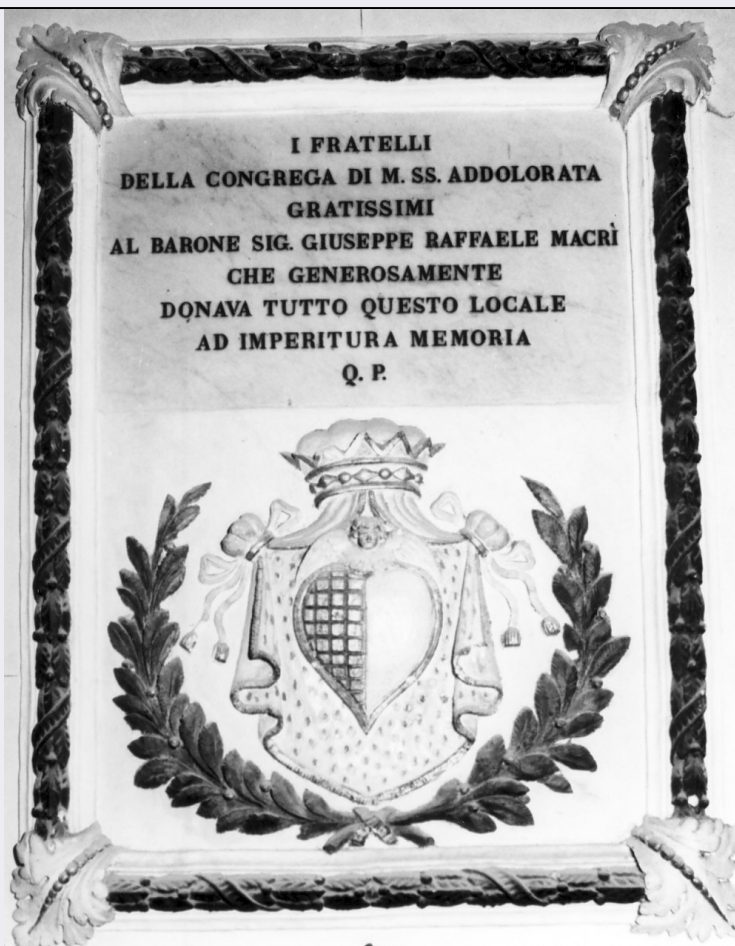 I FRATELLI
DELLA CONGREGA DI M. SS. ADDOLORATA
GRATISSIMI
AL BARONE SIG. GIUSEPPE RAFFAELE MACRÌ
CHE GENEROSAMENTE
DONAVA TUTTO QUESTO LOCALE
AD IMPERITURA MEMORIA
Q. P.